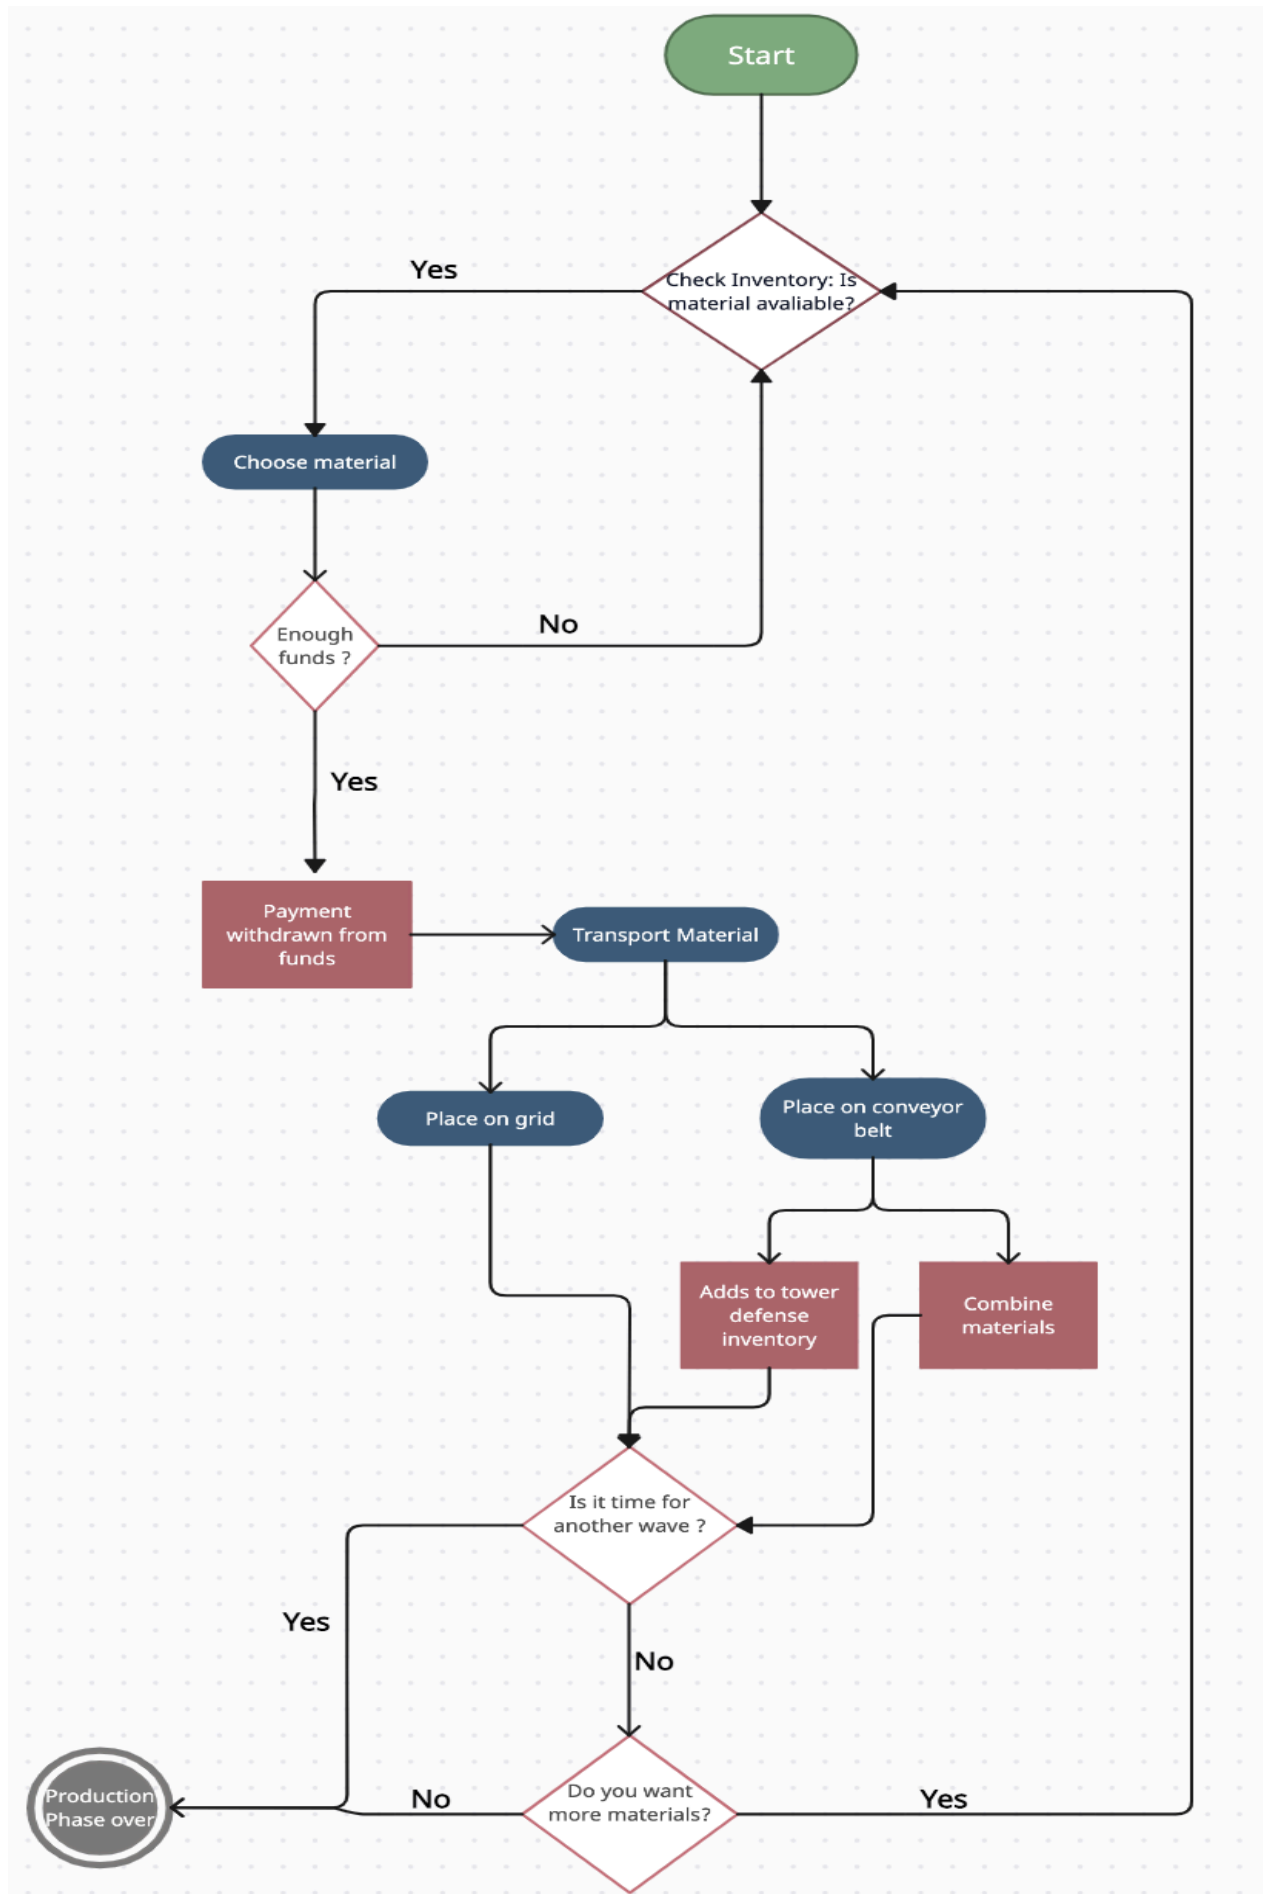 Start
Check Inventory: Is
material avaliable?
Yes
Choose material
Enough
funds ?
No
Yes
Payment
withdrawn from
funds
Transport Material
Place on grid
Place on conveyor
belt
Adds to tower
defense
inventory
Combine
materials
Is it time for
another wave ?
Yes
No
Do you want
more materials?
No
Yes
Production
Phase over